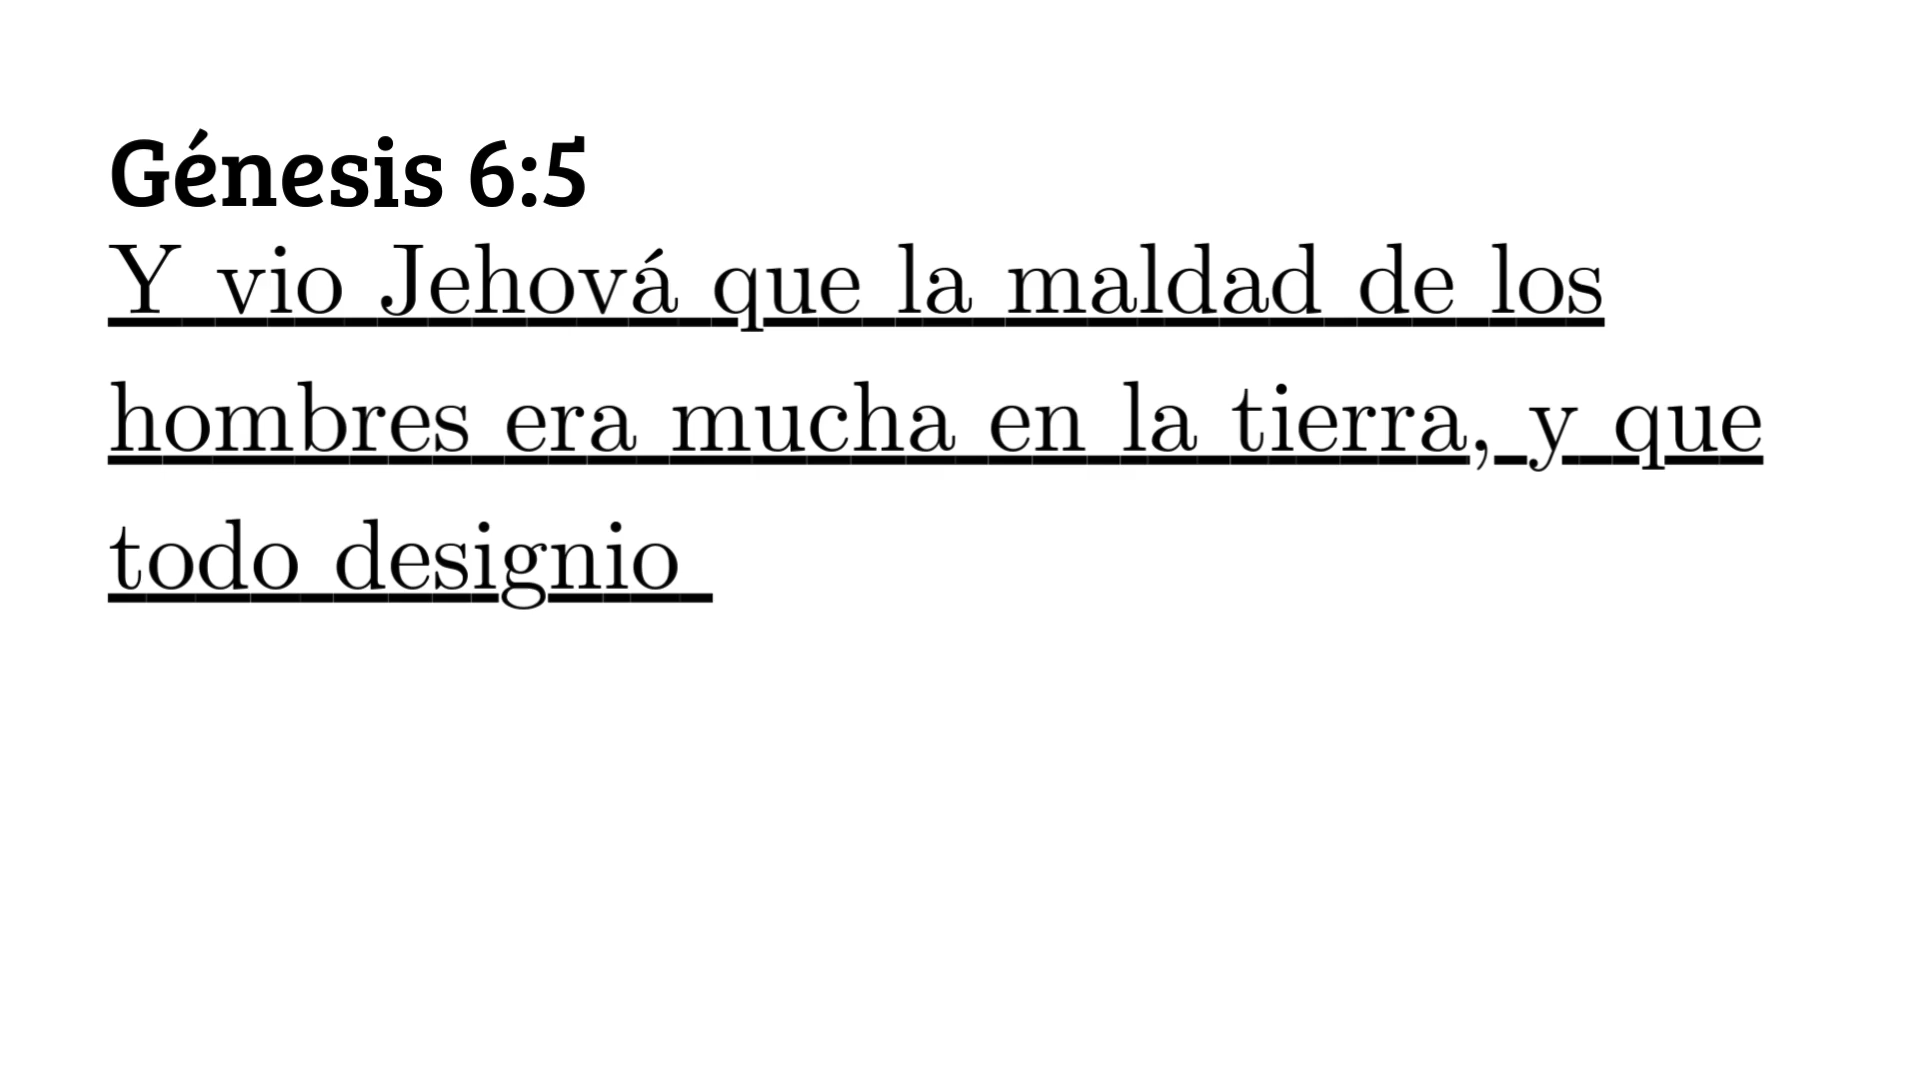 Génesis 6:5
Y vio Jehová que la maldad de los
hombres era mucha en la tierra, y que
todo designio